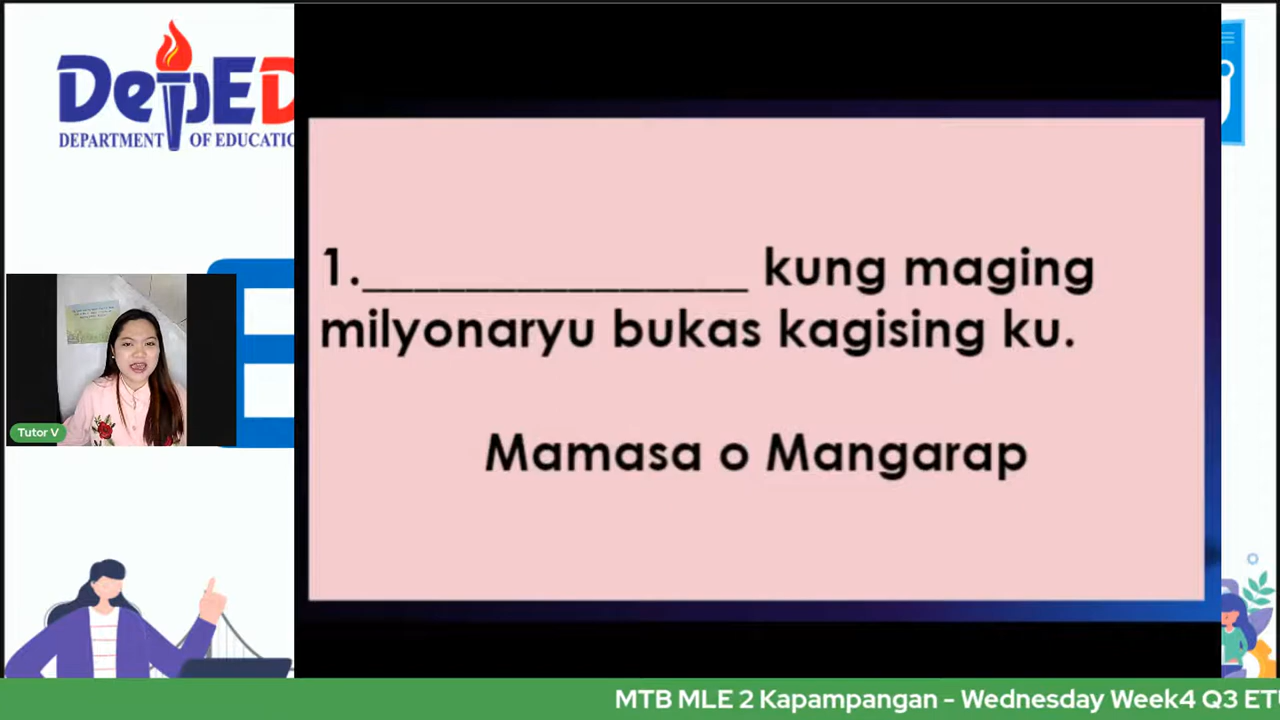 DepED
DEPARTMENT OF EDUCATIO
1._______________ kung maging
milyonaryu bukas kagising ku.
Mamasa o Mangarap
Tutor V
MTB MLE 2 Kapampangan - Wednesday Week4 Q3 ET